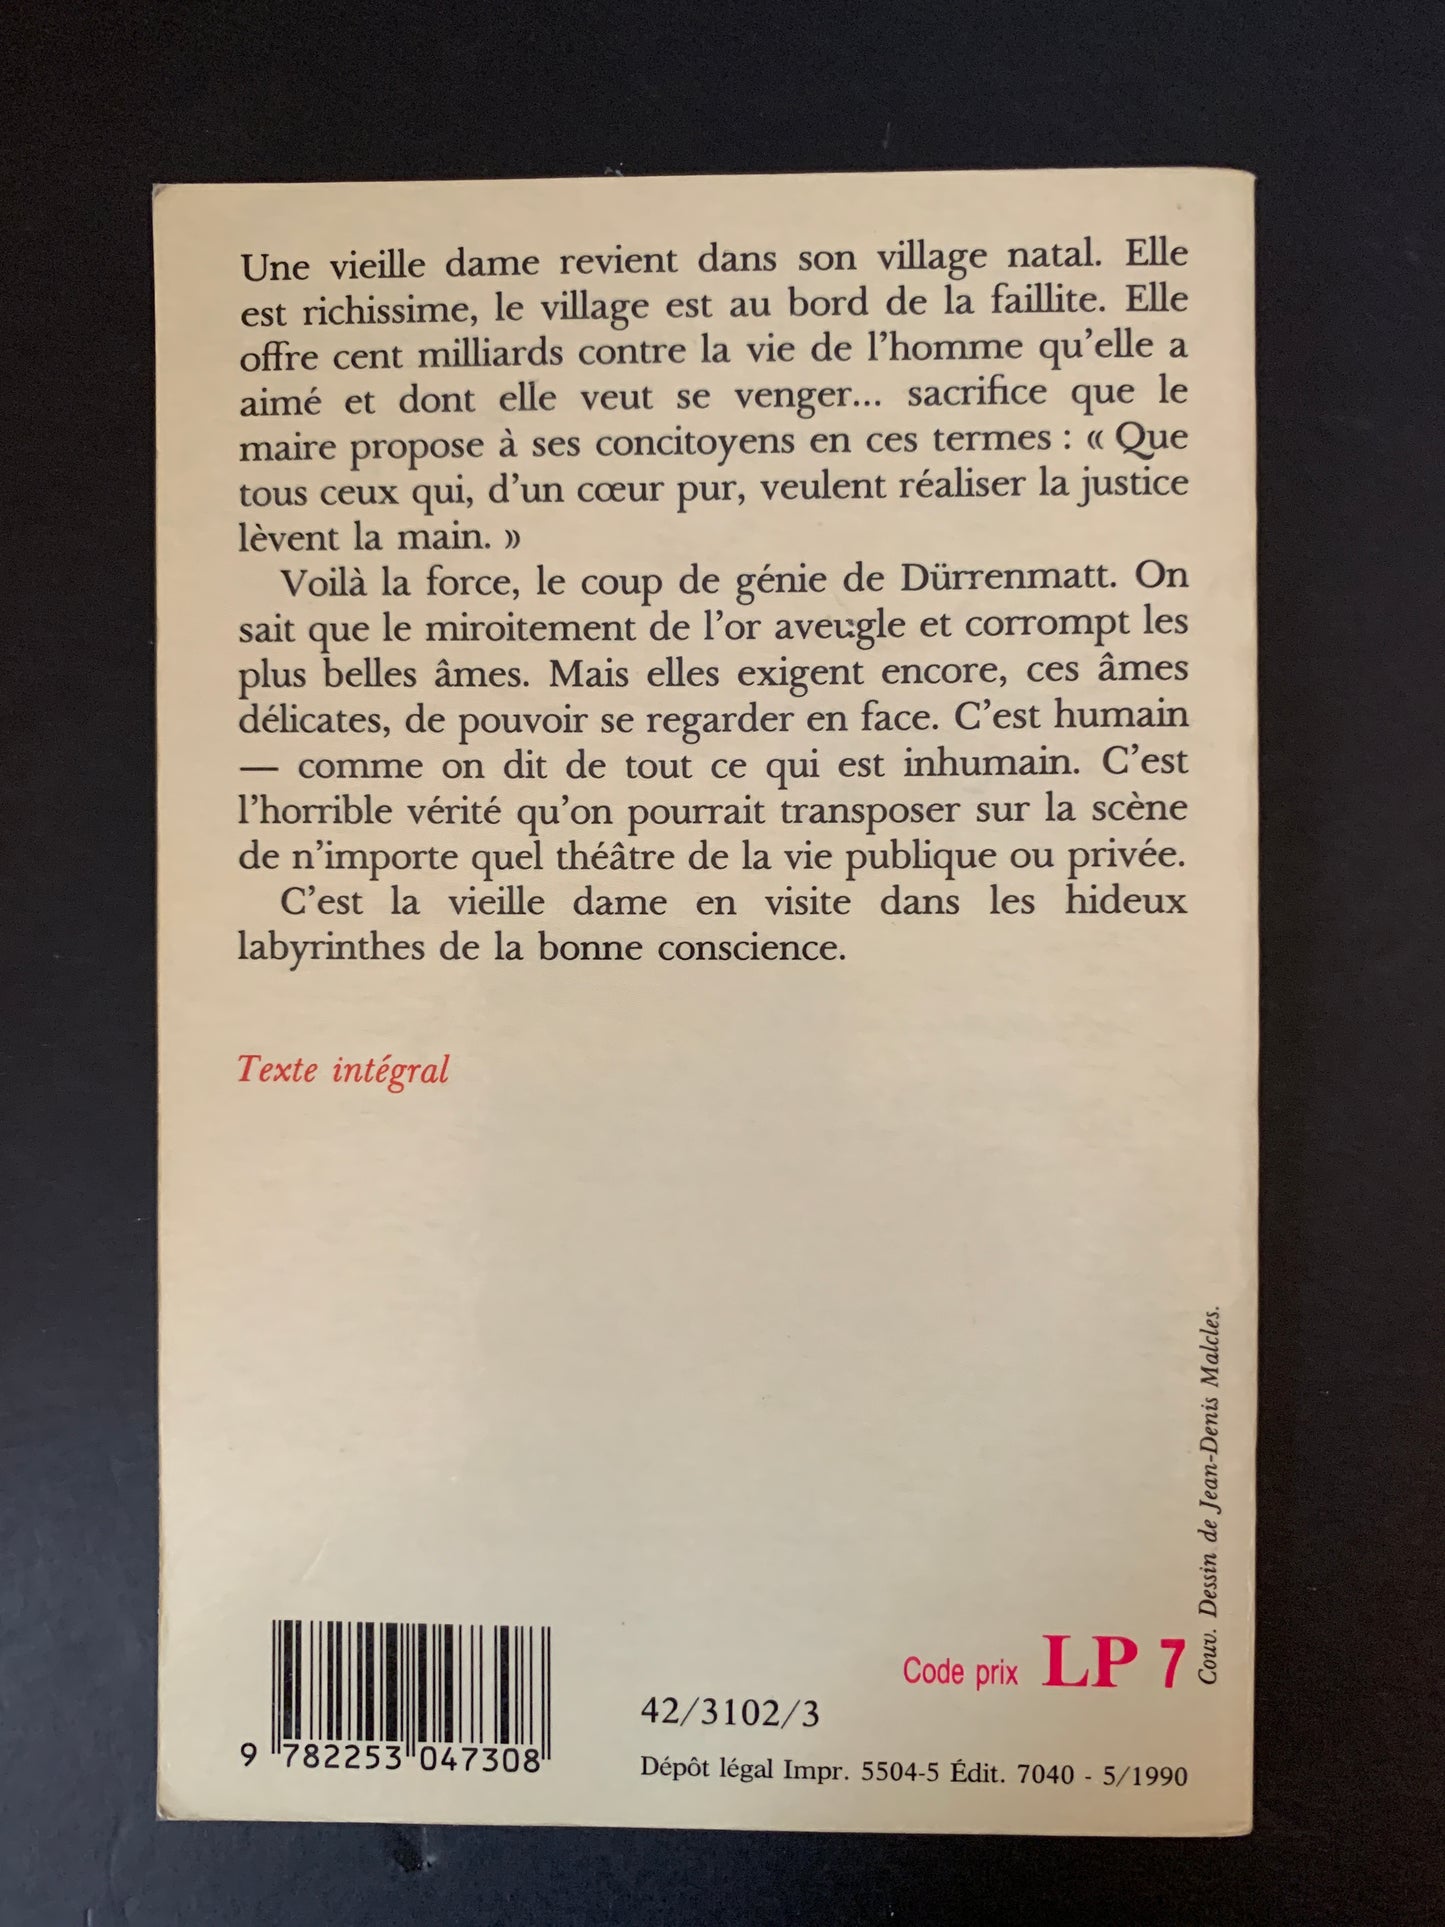 Une vieille dame revient dans son village natal. Elle
est richissime, le village est au bord de la faillite. Elle
offre cent milliards contre la vie de l'homme qu'elle a
aimé et dont elle veut se venger... sacrifice que le
maire propose à ses concitoyens en ces termes : « Que
tous ceux qui, d'un cœur pur, veulent réaliser la justice
lèvent la main. »
Voilà la force, le coup de génie de Dürrenmatt. On
sait que le miroitement de l'or aveugle et corrompt les
plus belles âmes. Mais elles exigent encore, ces âmes
délicates, de pouvoir se regarder en face. C'est humain
— comme on dit de tout ce qui est inhumain. C'est
l'horrible vérité qu'on pourrait transposer sur la scène
de n'importe quel théâtre de la vie publique ou privée.
C'est la vieille dame en visite dans les hideux
labyrinthes de la bonne conscience.
Texte intégral
Couv. Dessin de Jean-Denis Malcles.
Code prix LP 7
42/3102/3
9 782253 047308
Dépôt légal Impr. 5504-5 Édit. 7040 - 5/1990